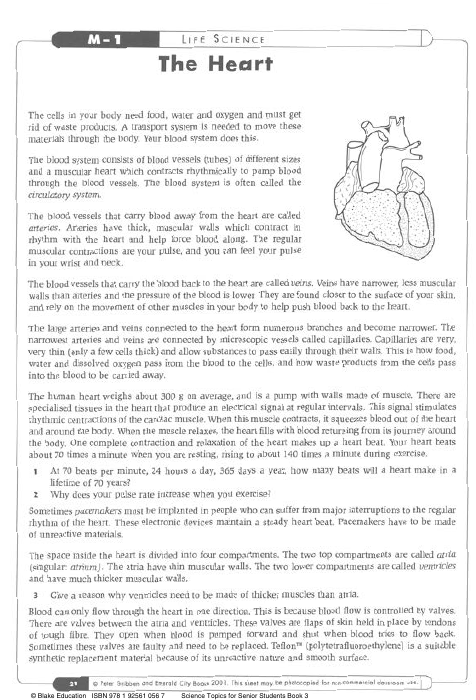 M-1
LIFE SCIENCE
The Heart
The cells in your body need food, water and oxygen and must get
rid of waste products. A transport system is needed to move these
materials through the body. Your blood system does this.
The blood system consists of blood vessels (tubes) of different sizes
and a muscular heart which contracts rhythmically to pump blood
through the blood vessels. The blood system is often called the
circulatory system.
The blood vessels that carry blood away from the heart are called
arteries. Arteries have thick, muscular walls which contract in
rhythm with the heart and help force blood along. The regular
muscular contractions are your pulse, and you can feel your pulse
in your wrist and neck.
The blood vessels that carry the blood back to the heart are called veins. Veins have narrower, less muscular
walls than arteries and the pressure of the blood is lower. They are found closer to the surface of your skin,
and rely on the movement of other muscles in your body to help push blood back to the heart.
The large arteries and veins connected to the heart form numerous branches and become narrower. The
narrowest arteries and veins are connected by microscopic vessels called capillaries. Capillaries are very,
very thin (only a few cells thick) and allow substances to pass easily through their walls. This is how food,
water and dissolved oxygen pass from the blood to the cells, and how waste products from the cells pass
into the blood to be carried away.
The human heart weighs about 300 g on average, and is a pump with walls made of muscle. There are
specialised tissues in the heart that produce an electrical signal at regular intervals. This signal stimulates
rhythmic contractions of the cardiac muscle. When this muscle contracts, it squeezes blood out of the heart
and around the body. When the muscle relaxes, the heart fills with blood returning from its journey around
the body. One complete contraction and relaxation of the heart makes up a heart beat. Your heart beats
about 70 times a minute when you are resting, rising to about 140 times a minute during exercise.
1 At 70 beats per minute, 24 hours a day, 365 days a year, how many beats will a heart make in a
lifetime of 70 years?
2 Why does your pulse rate increase when you exercise?
Sometimes pacemakers must be implanted in people who can suffer from major interruptions to the regular
rhythm of the heart. These electronic devices maintain a steady heart beat. Pacemakers have to be made
of unreactive materials.
The space inside the heart is divided into four compartments. The two top compartments are called atria
(singular: atrium). The atria have thin muscular walls. The two lower compartments are called ventricles
and have much thicker muscular walls.
3 Give a reason why ventricles need to be made of thicker muscles than atria.
Blood can only flow through the heart in one direction. This is because blood flow is controlled by valves.
There are valves between the atria and ventricles. These valves are flaps of skin held in place by tendons
of tough fibre. They open when blood is pumped forward and shut when blood tries to flow back.
Sometimes these valves are faulty and need to be replaced. Teflon™ (polytetrafluoroethylene) is a suitable
synthetic replacement material because of its unreactive nature and smooth surface.
© Peter Stibben and Emerald City Books 2001. This sheet may be photocopied for non-commercial classroom use.
© Blake Education ISBN 978 1 92561 056 7 Science Topics for Senior Students Book 3